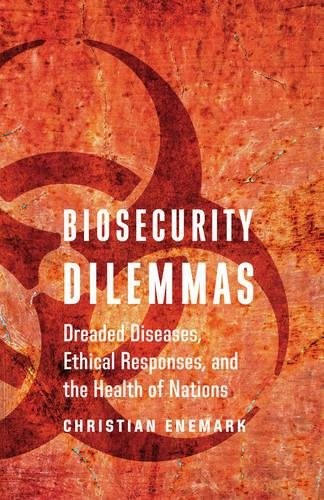 BIOSECURITY
DILEMMAS
Dreaded Diseases,
Ethical Responses, and
the Health of Nations
CHRISTIAN ENEMARK